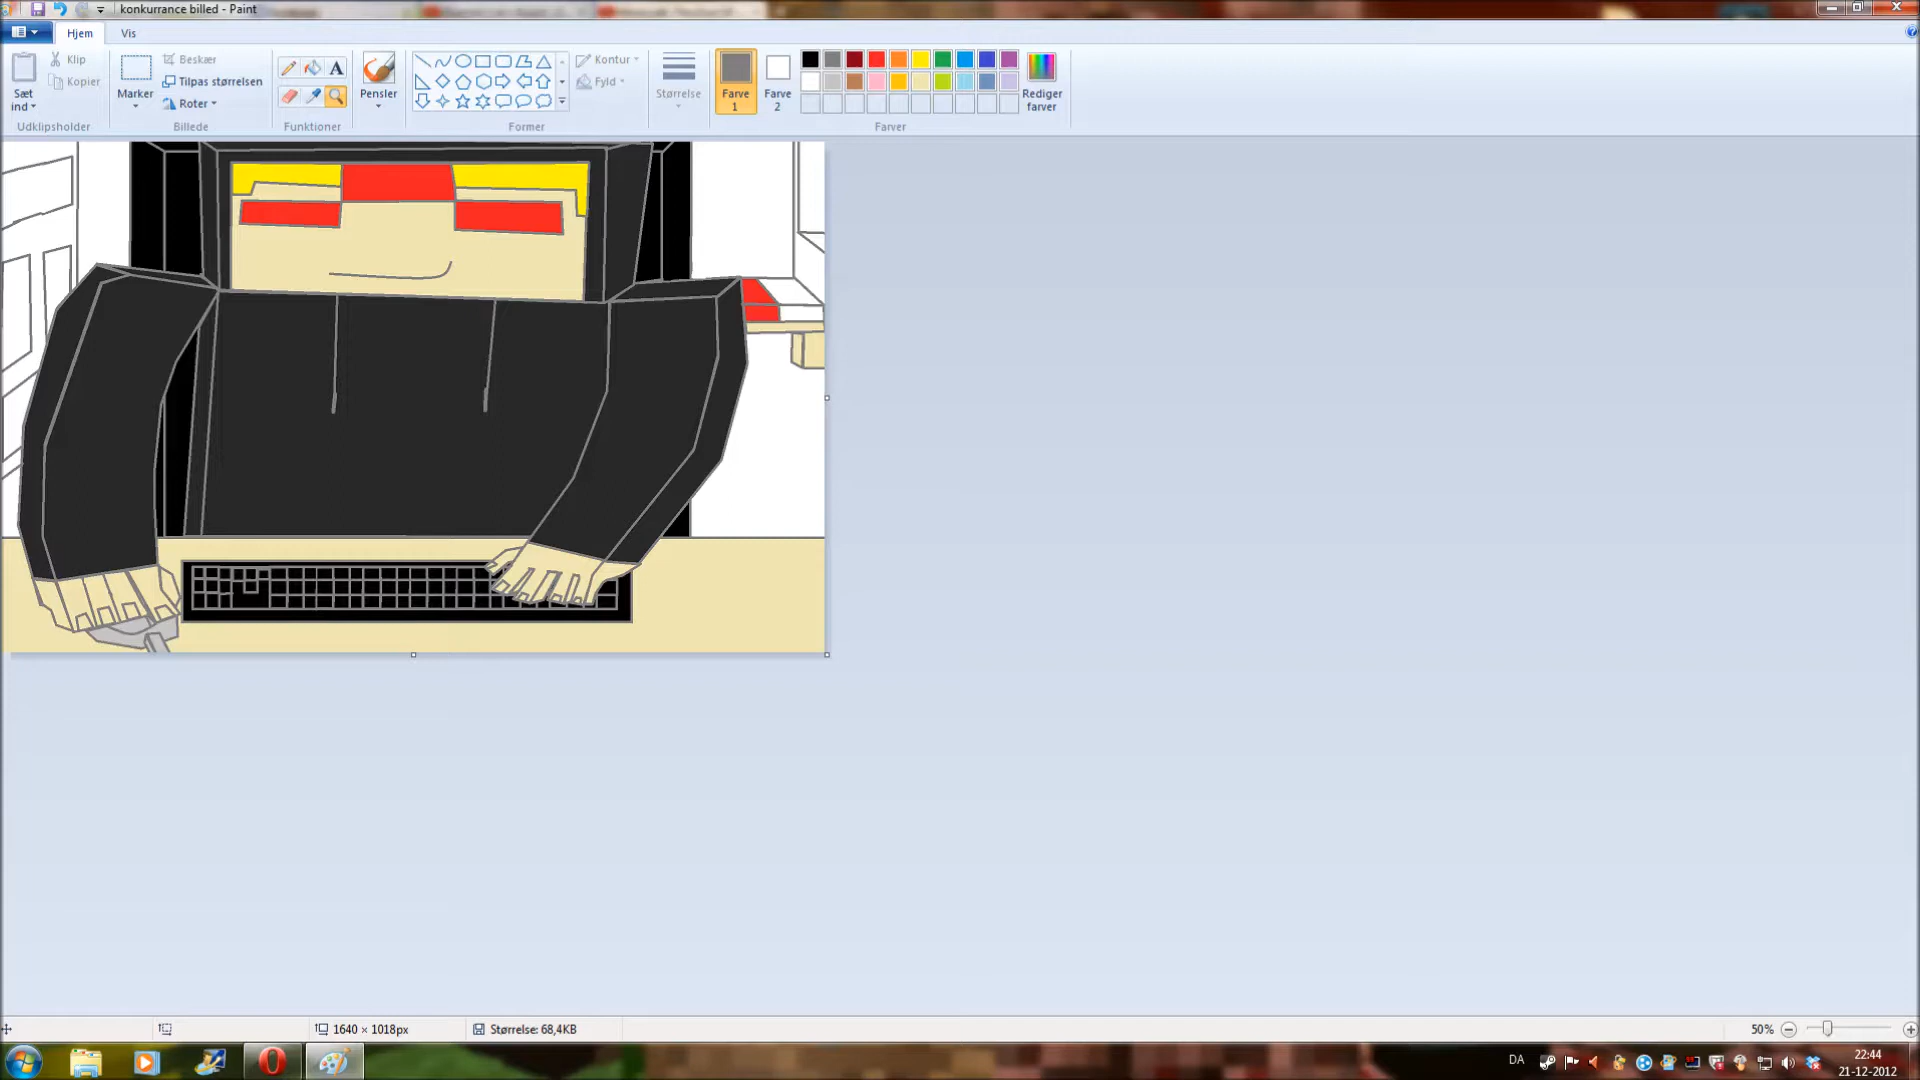 konkurrance billed - Paint
Hjem
Vis
Sæt ind
Klip
Kopier
Udklipsholder
Marker
Beskær
Tilpas størrelsen
Roter
Billede
A
Funktioner
Pensler
Kontur
Fyld
Former
Størrelse
Farve 1
Farve 2
Rediger farver
Farver
1640 × 1018px
Størrelse: 68,4KB
50%
DA
22:44
21-12-2012